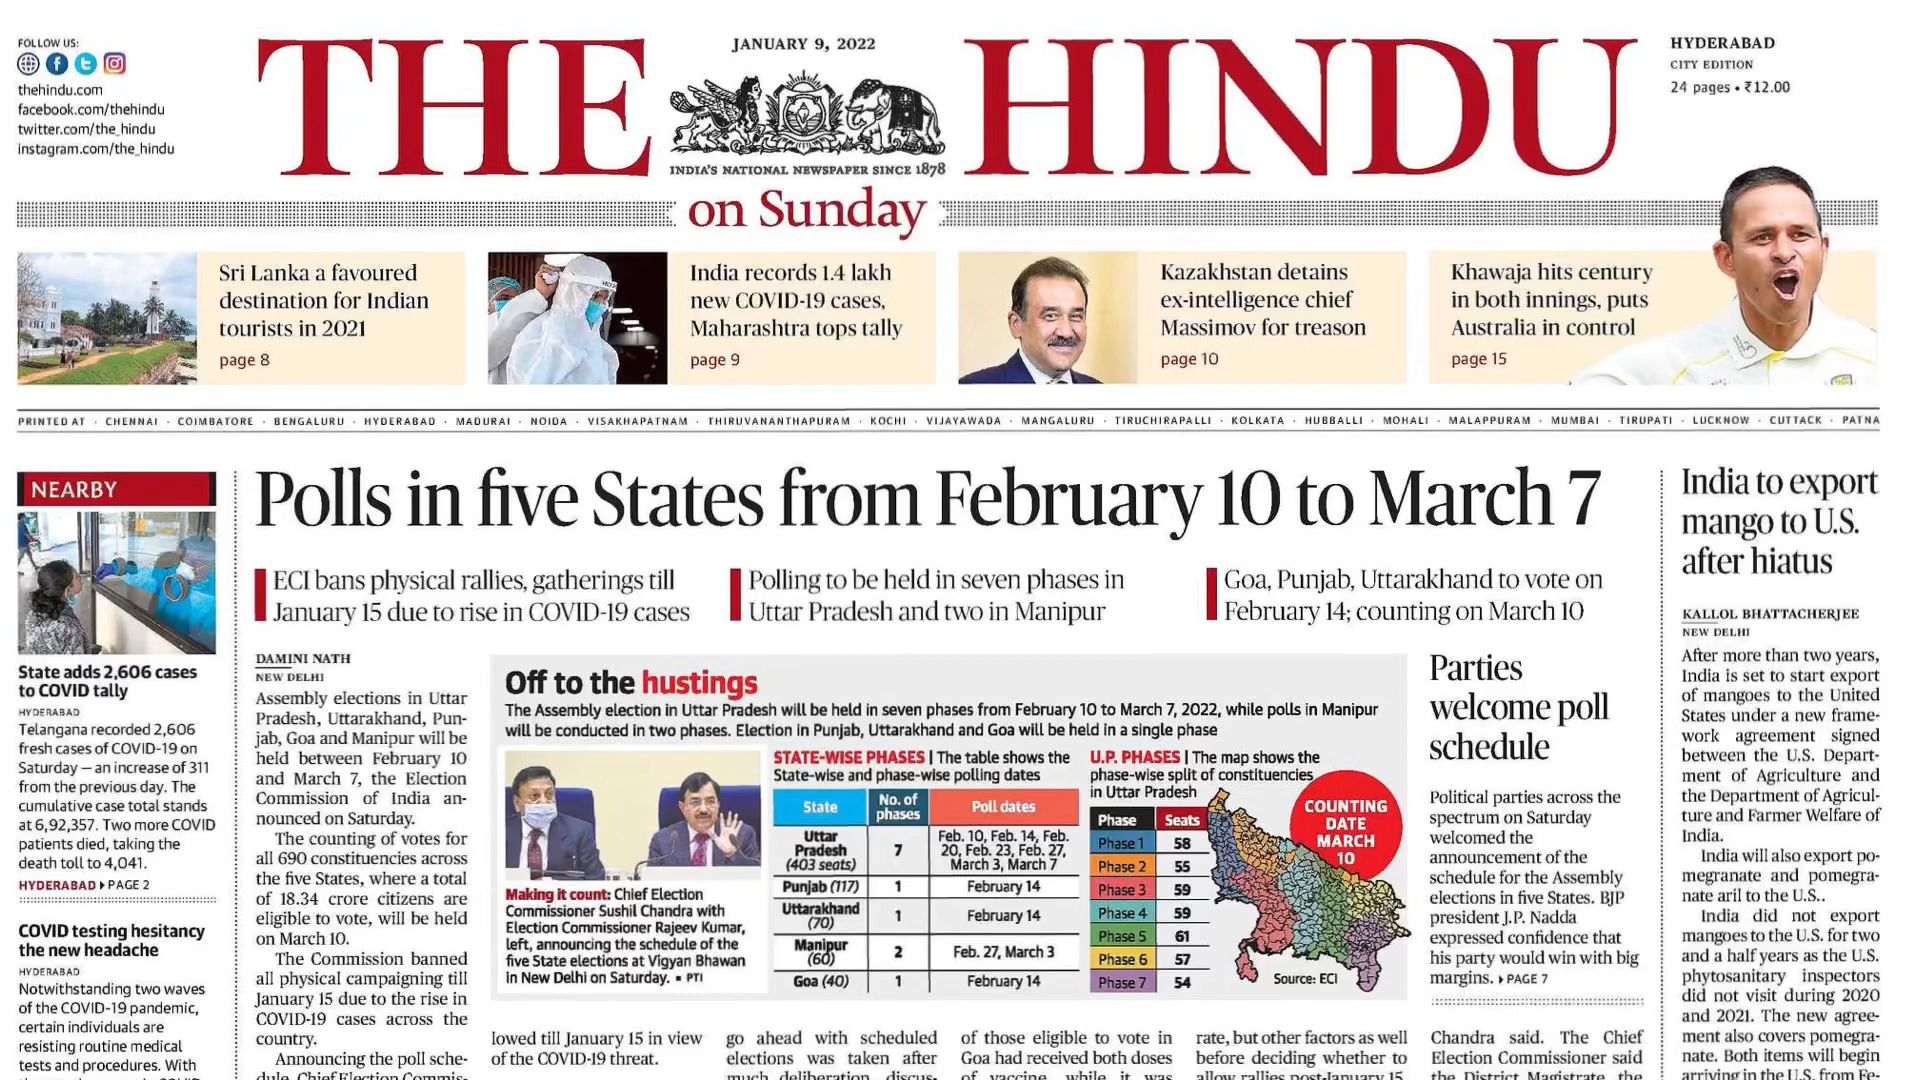 FOLLOW US:
thehindu.com
facebook.com/thehindu
twitter.com/the_hindu
instagram.com/the_hindu
THE HINDU
JANUARY 9, 2022
INDIA'S NATIONAL NEWSPAPER SINCE 1878
on Sunday
HYDERABAD
CITY EDITION
24 pages • ₹12.00
Sri Lanka a favoured
destination for Indian
tourists in 2021
page 8
India records 1.4 lakh
new COVID-19 cases,
Maharashtra tops tally
page 9
Kazakhstan detains
ex-intelligence chief
Massimov for treason
page 10
Khawaja hits century
in both innings, puts
Australia in control
page 15
PRINTED AT · CHENNAI · COIMBATORE · BENGALURU · HYDERABAD · MADURAI · NOIDA · VISAKHAPATNAM · THIRUVANANTHAPURAM · KOCHI · VIJAYAWADA · MANGALURU · TIRUCHIRAPALLI · KOLKATA · HUBBALLI · MOHALI · MALAPPURAM · MUMBAI · TIRUPATI · LUCKNOW · CUTTACK · PATNA
NEARBY
State adds 2,606 cases
to COVID tally
HYDERABAD
Telangana recorded 2,606
fresh cases of COVID-19 on
Saturday — an increase of 311
from the previous day. The
cumulative case total stands
at 6,92,357. Two more COVID
patients died, taking the
death toll to 4,041.
HYDERABAD PAGE 2
COVID testing hesitancy
the new headache
HYDERABAD
Notwithstanding two waves
of the COVID-19 pandemic,
certain individuals are
resisting routine medical
tests and procedures. With
Polls in five States from February 10 to March 7
ECI bans physical rallies, gatherings till
January 15 due to rise in COVID-19 cases
Polling to be held in seven phases in
Uttar Pradesh and two in Manipur
Goa, Punjab, Uttarakhand to vote on
February 14; counting on March 10
DAMINI NATH
NEW DELHI
Assembly elections in Uttar
Pradesh, Uttarakhand, Pun-
jab, Goa and Manipur will be
held between February 10
and March 7, the Election
Commission of India an-
nounced on Saturday.
The counting of votes for
all 690 constituencies across
the five States, where a total
of 18.34 crore citizens are
eligible to vote, will be held
on March 10.
The Commission banned
all physical campaigning till
January 15 due to the rise in
COVID-19 cases across the
country.
Announcing the poll sche-
dule, Chief Election Commis-
Off to the hustings
The Assembly election in Uttar Pradesh will be held in seven phases from February 10 to March 7, 2022, while polls in Manipur
will be conducted in two phases. Election in Punjab, Uttarakhand and Goa will be held in a single phase
Making it count: Chief Election
Commissioner Sushil Chandra with
Election Commissioner Rajeev Kumar,
left, announcing the schedule of the
five State elections at Vigyan Bhawan
in New Delhi on Saturday. ▪ PTI
STATE-WISE PHASES | The table shows the
State-wise and phase-wise polling dates
State No. of phases Poll dates
Uttar Pradesh (403 seats) 7 Feb. 10, Feb. 14, Feb. 20, Feb. 23, Feb. 27, March 3, March 7
Punjab (117) 1 February 14
Uttarakhand (70) 1 February 14
Manipur (60) 2 Feb. 27, March 3
Goa (40) 1 February 14
U.P. PHASES | The map shows the
phase-wise split of constituencies
in Uttar Pradesh
Phase Seats
Phase 1 58
Phase 2 55
Phase 3 59
Phase 4 59
Phase 5 61
Phase 6 57
Phase 7 54
COUNTING
DATE
MARCH
10
Source: ECI
lowed till January 15 in view
of the COVID-19 threat.
go ahead with scheduled
elections was taken after
much deliberation, discus-
of those eligible to vote in
Goa had received both doses
of vaccine, while it was
rate, but other factors as well
before deciding whether to
allow rallies post-January 15.
Parties
welcome poll
schedule
Political parties across the
spectrum on Saturday
welcomed the
announcement of the
schedule for the Assembly
elections in five States. BJP
president J.P. Nadda
expressed confidence that
his party would win with big
margins. PAGE 7
Chandra said. The Chief
Election Commissioner said
the District Magistrate, the
India to export
mango to U.S.
after hiatus
KALLOL BHATTACHERJEE
NEW DELHI
After more than two years,
India is set to start export
of mangoes to the United
States under a new frame-
work agreement signed
between the U.S. Depart-
ment of Agriculture and
the Department of Agricul-
ture and Farmer Welfare of
India.
India will also export po-
megranate and pomegra-
nate aril to the U.S..
India did not export
mangoes to the U.S. for two
and a half years as the U.S.
phytosanitary inspectors
did not visit during 2020
and 2021. The new agree-
ment also covers pomegra-
nate. Both items will begin
arriving in the U.S. from Fe-